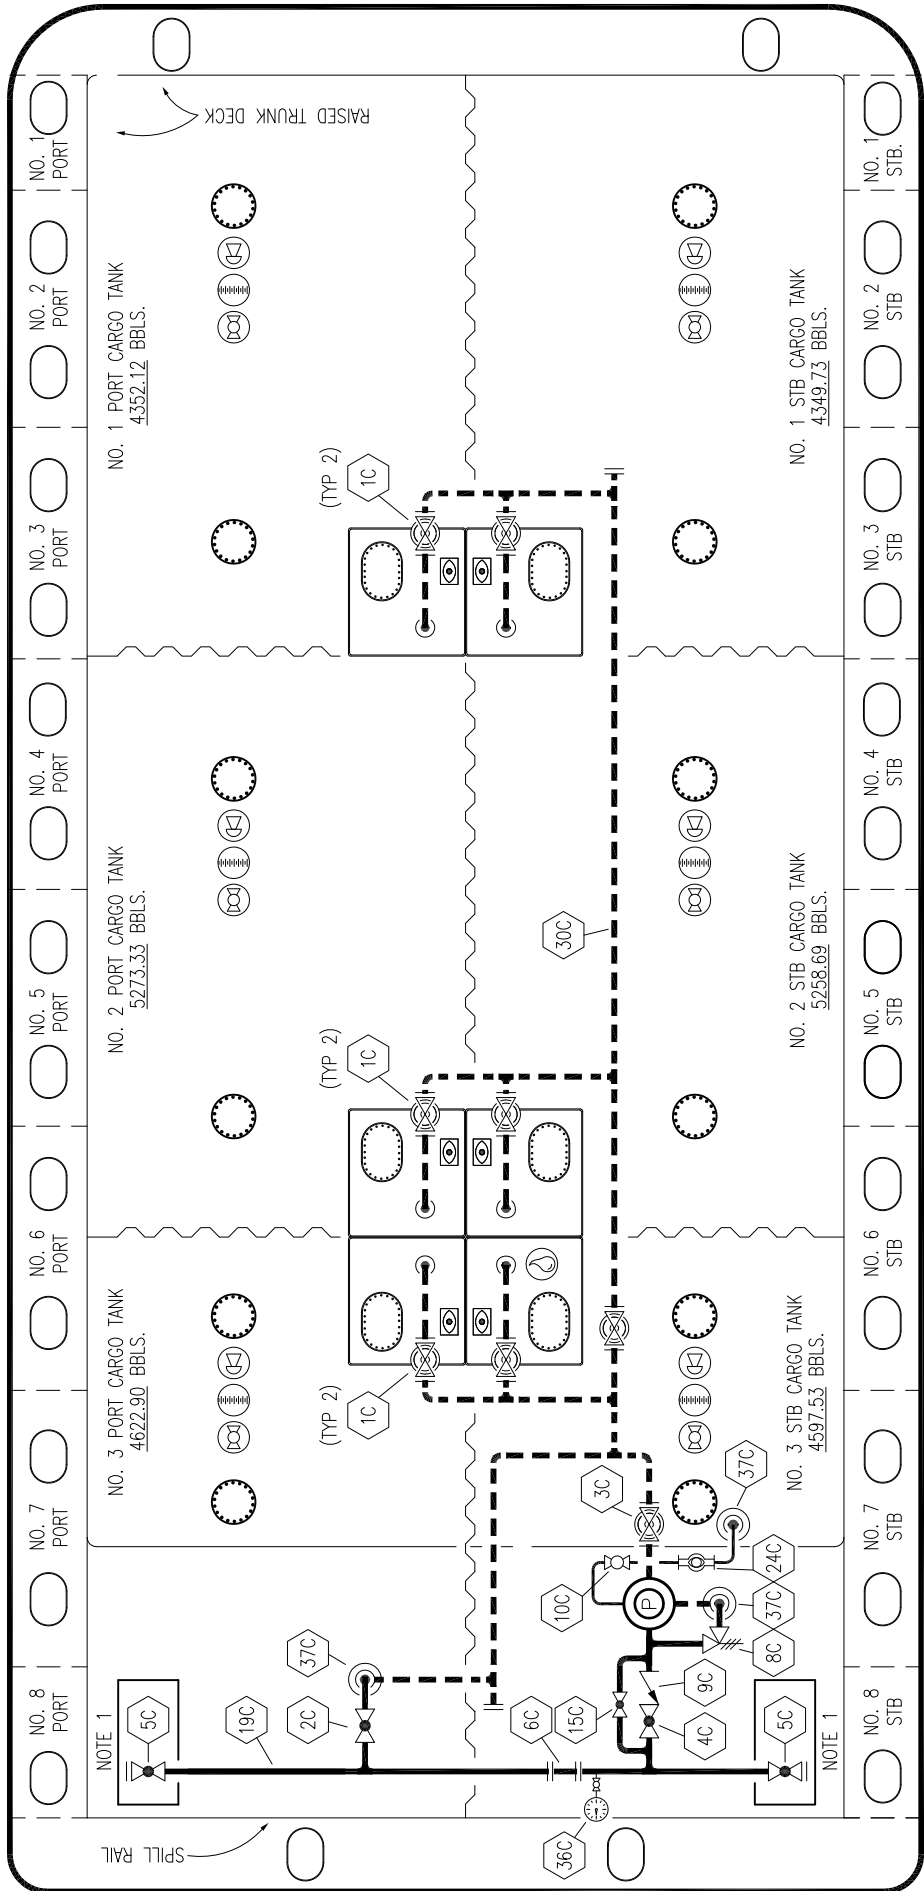 RAISED TRUNK DECK
NO. 1
PORT
NO. 2
PORT
NO. 3
PORT
NO. 4
PORT
NO. 5
PORT
NO. 6
PORT
NO. 7
PORT
NO. 8
PORT
NO. 1 PORT CARGO TANK
4352.12 BBLS.
NO. 2 PORT CARGO TANK
5273.33 BBLS.
NO. 3 PORT CARGO TANK
4622.90 BBLS.
(TYP 2)
1C
(TYP 2)
1C
(TYP 2)
1C
30C
NO. 1 STB CARGO TANK
4349.73 BBLS.
NO. 2 STB CARGO TANK
5258.69 BBLS.
NO. 3 STB CARGO TANK
4597.53 BBLS.
NO. 1
STB.
NO. 2
STB
NO. 3
STB
NO. 4
STB
NO. 5
STB
NO. 6
STB
NO. 7
STB
NO. 8
STB
3C
37C
10C
24C
P
37C
8C
37C
NOTE 1
5C
19C
2C
6C
15C
9C
4C
5C
NOTE 1
36C
SPILL RAIL